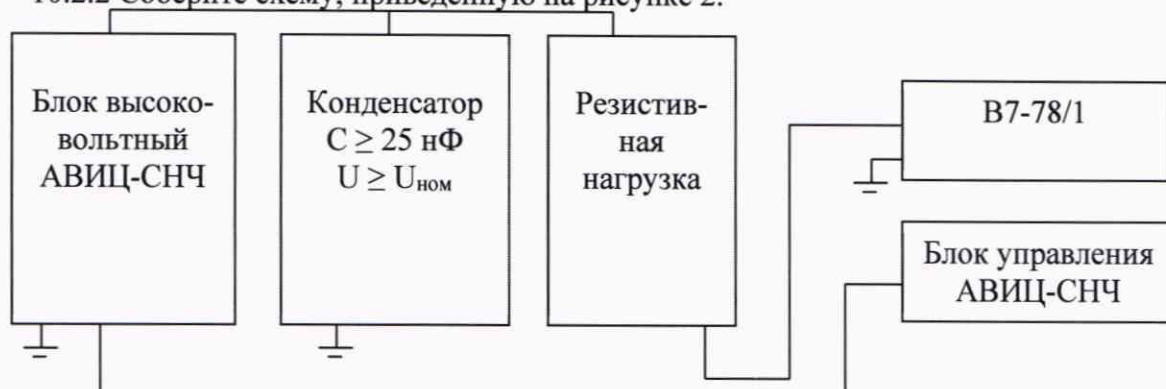 10.2.2 Соберите схему, приведенную на рисунке 2.
Блок высоко-
вольтный
АВИЦ-СНЧ
Конденсатор
C ≥ 25 нФ
U ≥ Uном
Резистив-
ная
нагрузка
В7-78/1
Блок управления
АВИЦ-СНЧ